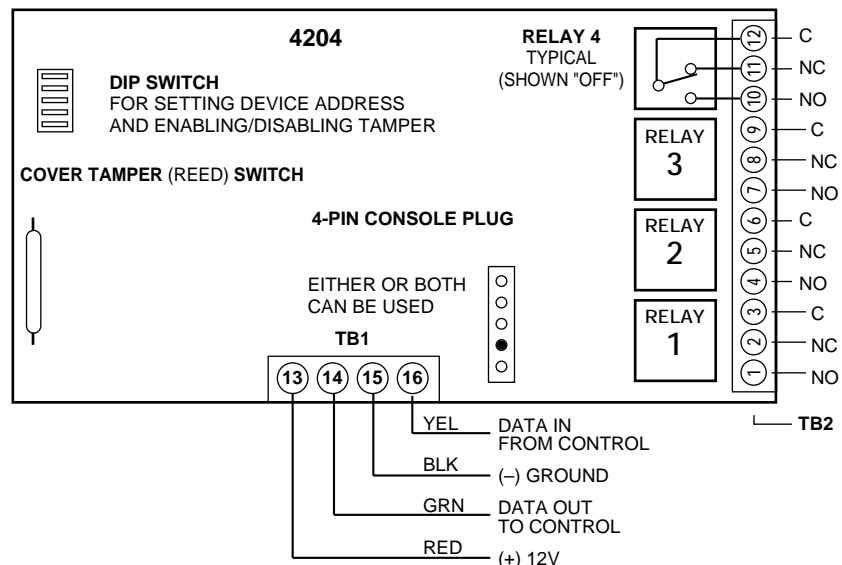 4204
RELAY 4
TYPICAL
(SHOWN "OFF")
DIP SWITCH
FOR SETTING DEVICE ADDRESS
AND ENABLING/DISABLING TAMPER
COVER TAMPER (REED) SWITCH
4-PIN CONSOLE PLUG
EITHER OR BOTH
CAN BE USED
TB1
13 14 15 16
RELAY
3
RELAY
2
RELAY
1
12 C
11 NC
10 NO
9 C
8 NC
7 NO
6 C
5 NC
4 NO
3 C
2 NC
1 NO
TB2
YEL DATA IN
FROM CONTROL
BLK (–) GROUND
GRN DATA OUT
TO CONTROL
RED (+) 12V